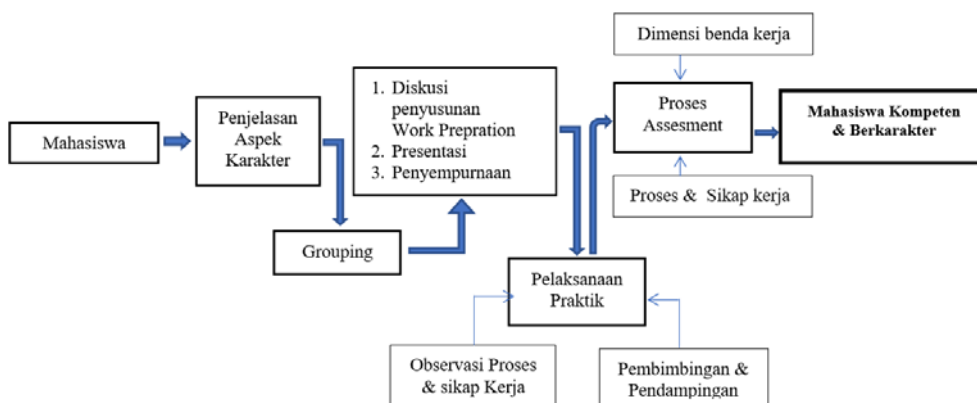 Mahasiswa
Penjelasan
Aspek
Karakter
Grouping
1. Diskusi
penyusunan
Work Prepration
2. Presentasi
3. Penyempurnaan
Pelaksanaan
Praktik
Observasi Proses
& sikap Kerja
Pembimbingan &
Pendampingan
Dimensi benda kerja
Proses
Assesment
Proses & Sikap kerja
Mahasiswa Kompeten
& Berkarakter